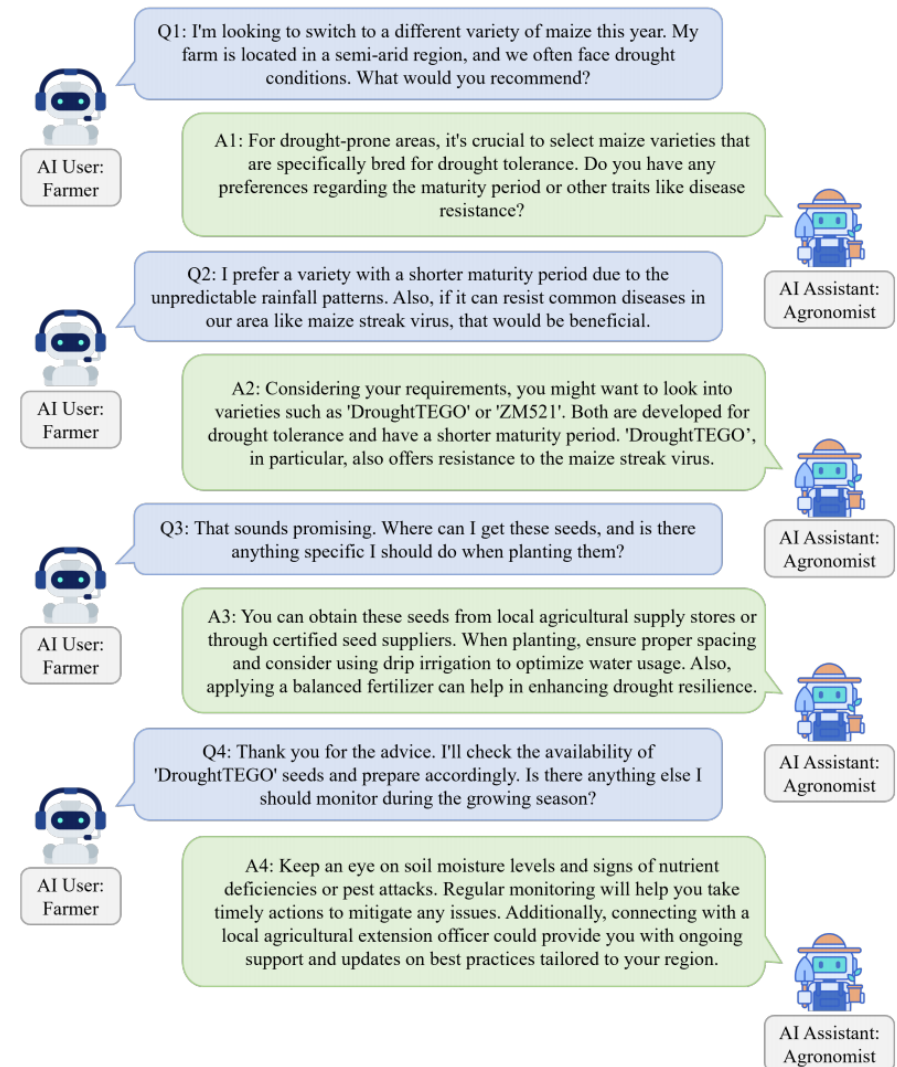 Q1: I'm looking to switch to a different variety of maize this year. My
farm is located in a semi-arid region, and we often face drought
conditions. What would you recommend?
AI User:
Farmer
A1: For drought-prone areas, it's crucial to select maize varieties that
are specifically bred for drought tolerance. Do you have any
preferences regarding the maturity period or other traits like disease
resistance?
AI Assistant:
Agronomist
Q2: I prefer a variety with a shorter maturity period due to the
unpredictable rainfall patterns. Also, if it can resist common diseases in
our area like maize streak virus, that would be beneficial.
AI User:
Farmer
A2: Considering your requirements, you might want to look into
varieties such as 'DroughtTEGO' or 'ZM521'. Both are developed for
drought tolerance and have a shorter maturity period. 'DroughtTEGO’,
in particular, also offers resistance to the maize streak virus.
AI Assistant:
Agronomist
Q3: That sounds promising. Where can I get these seeds, and is there
anything specific I should do when planting them?
AI User:
Farmer
A3: You can obtain these seeds from local agricultural supply stores or
through certified seed suppliers. When planting, ensure proper spacing
and consider using drip irrigation to optimize water usage. Also,
applying a balanced fertilizer can help in enhancing drought resilience.
AI Assistant:
Agronomist
Q4: Thank you for the advice. I'll check the availability of
'DroughtTEGO' seeds and prepare accordingly. Is there anything else I
should monitor during the growing season?
AI User:
Farmer
A4: Keep an eye on soil moisture levels and signs of nutrient
deficiencies or pest attacks. Regular monitoring will help you take
timely actions to mitigate any issues. Additionally, connecting with a
local agricultural extension officer could provide you with ongoing
support and updates on best practices tailored to your region.
AI Assistant:
Agronomist